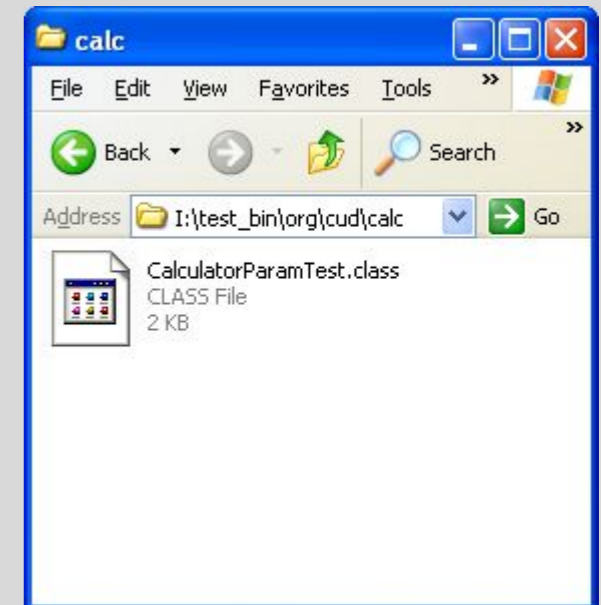 calc
File Edit View Favorites Tools »
Back Search »
Address I:\test_bin\org\cud\calc Go
CalculatorParamTest.class
CLASS File
2 KB